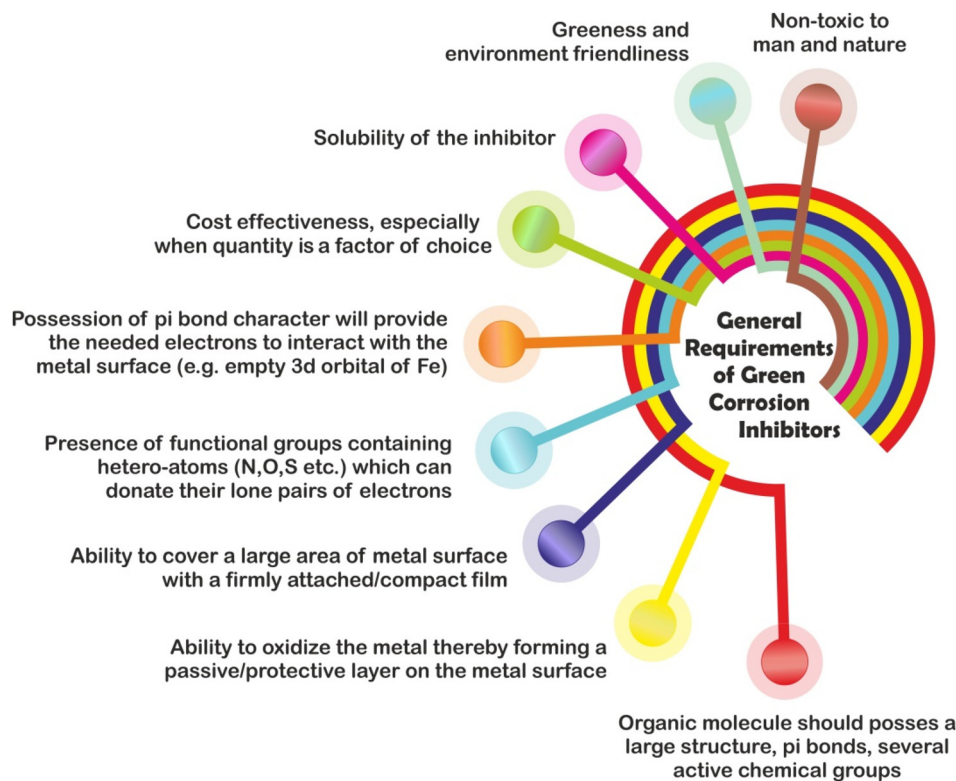 Non-toxic to
man and nature
Greeness and
environment friendliness
Solubility of the inhibitor
Cost effectiveness, especially
when quantity is a factor of choice
Possession of pi bond character will provide
the needed electrons to interact with the
metal surface (e.g. empty 3d orbital of Fe)
Presence of functional groups containing
hetero-atoms (N,O,S etc.) which can
donate their lone pairs of electrons
Ability to cover a large area of metal surface
with a firmly attached/compact film
Ability to oxidize the metal thereby forming a
passive/protective layer on the metal surface
Organic molecule should posses a
large structure, pi bonds, several
active chemical groups
General
Requirements
of Green
Corrosion
Inhibitors